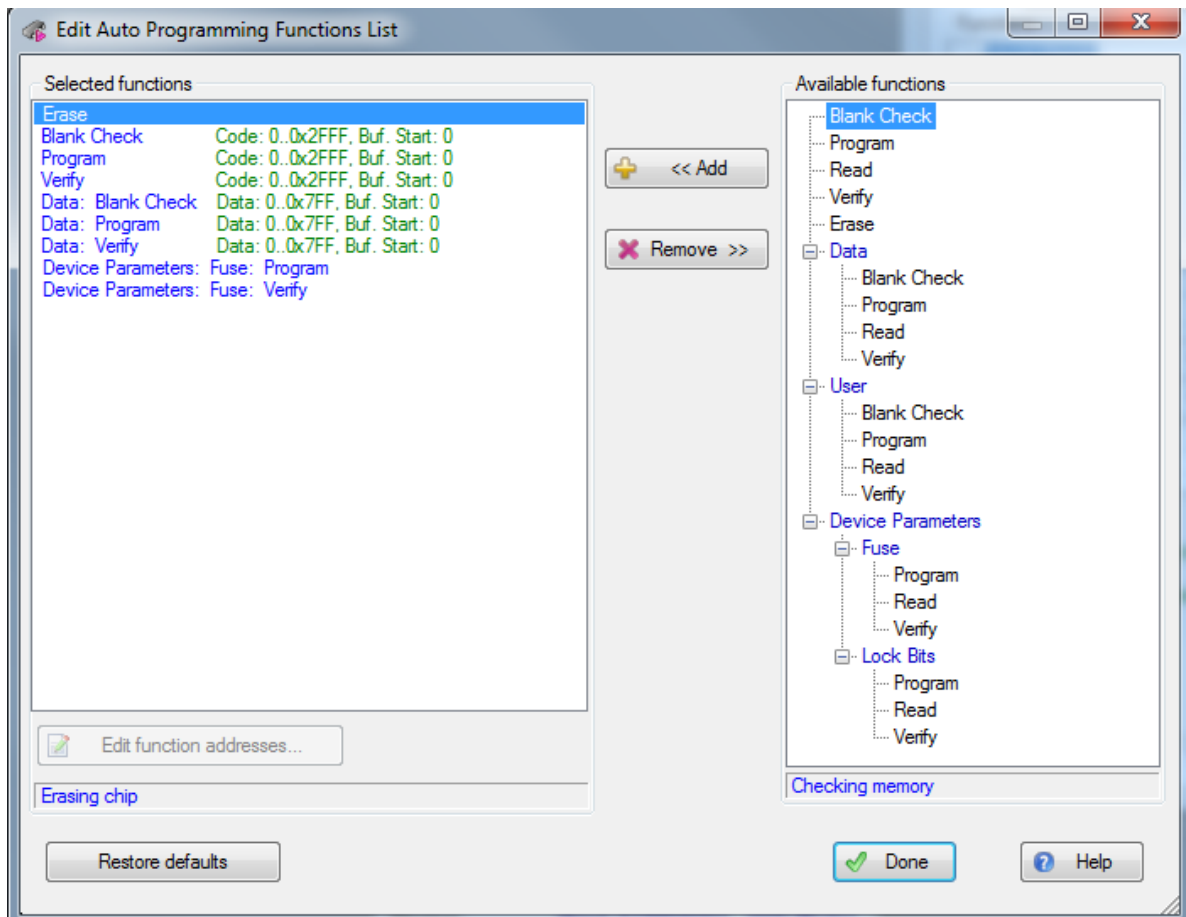 Edit Auto Programming Functions List
Selected functions
Erase
Blank Check Code: 0..0x2FFF, Buf. Start: 0
Program Code: 0..0x2FFF, Buf. Start: 0
Verify Code: 0..0x2FFF, Buf. Start: 0
Data: Blank Check Data: 0..0x7FF, Buf. Start: 0
Data: Program Data: 0..0x7FF, Buf. Start: 0
Data: Verify Data: 0..0x7FF, Buf. Start: 0
Device Parameters: Fuse: Program
Device Parameters: Fuse: Verify
Edit function addresses...
Erasing chip
Restore defaults
<< Add
Remove >>
Available functions
Blank Check
Program
Read
Verify
Erase
Data
Blank Check
Program
Read
Verify
User
Blank Check
Program
Read
Verify
Device Parameters
Fuse
Program
Read
Verify
Lock Bits
Program
Read
Verify
Checking memory
Done
Help